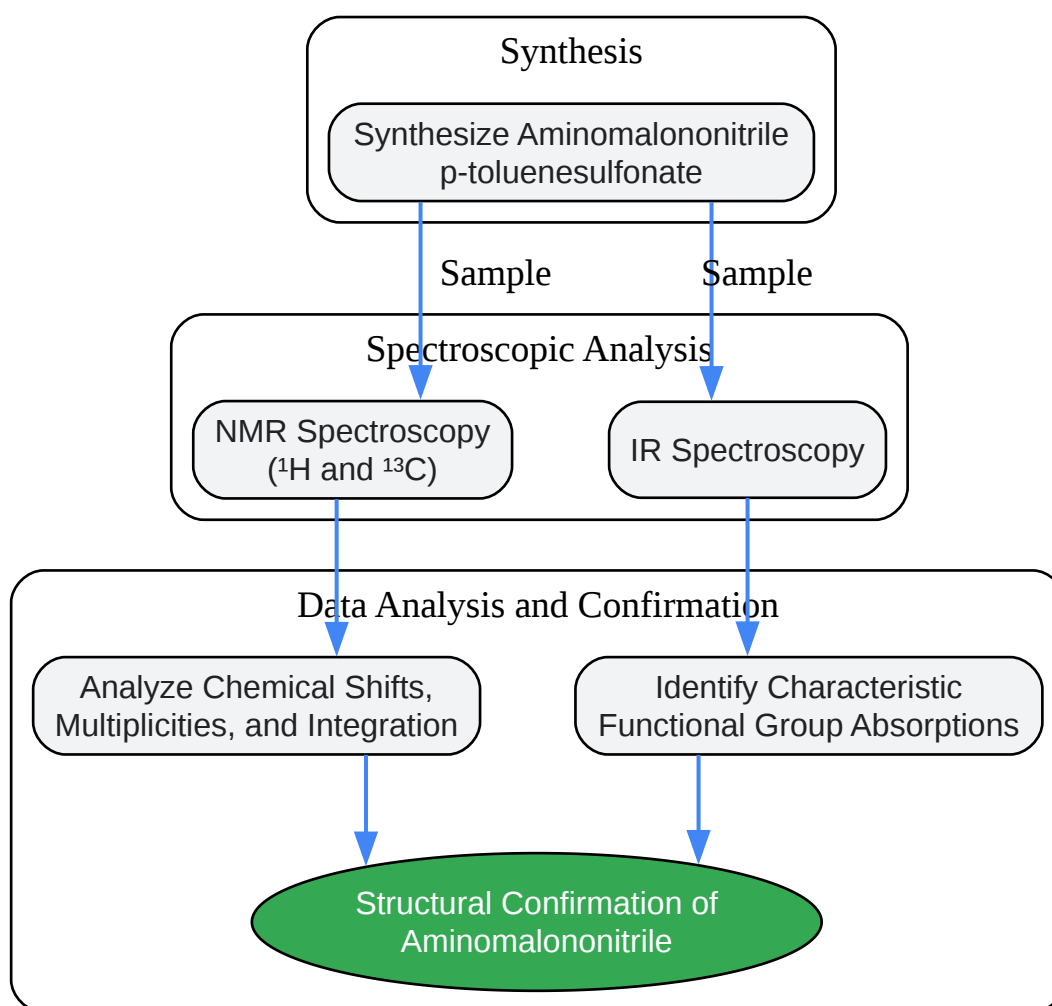 Synthesis
Synthesize Aminomalononitrile
p-toluenesulfonate
Sample
Sample
Spectroscopic Analysis
NMR Spectroscopy
(¹H and ¹³C)
IR Spectroscopy
Data Analysis and Confirmation
Analyze Chemical Shifts,
Multiplicities, and Integration
Identify Characteristic
Functional Group Absorptions
Structural Confirmation of
Aminomalononitrile